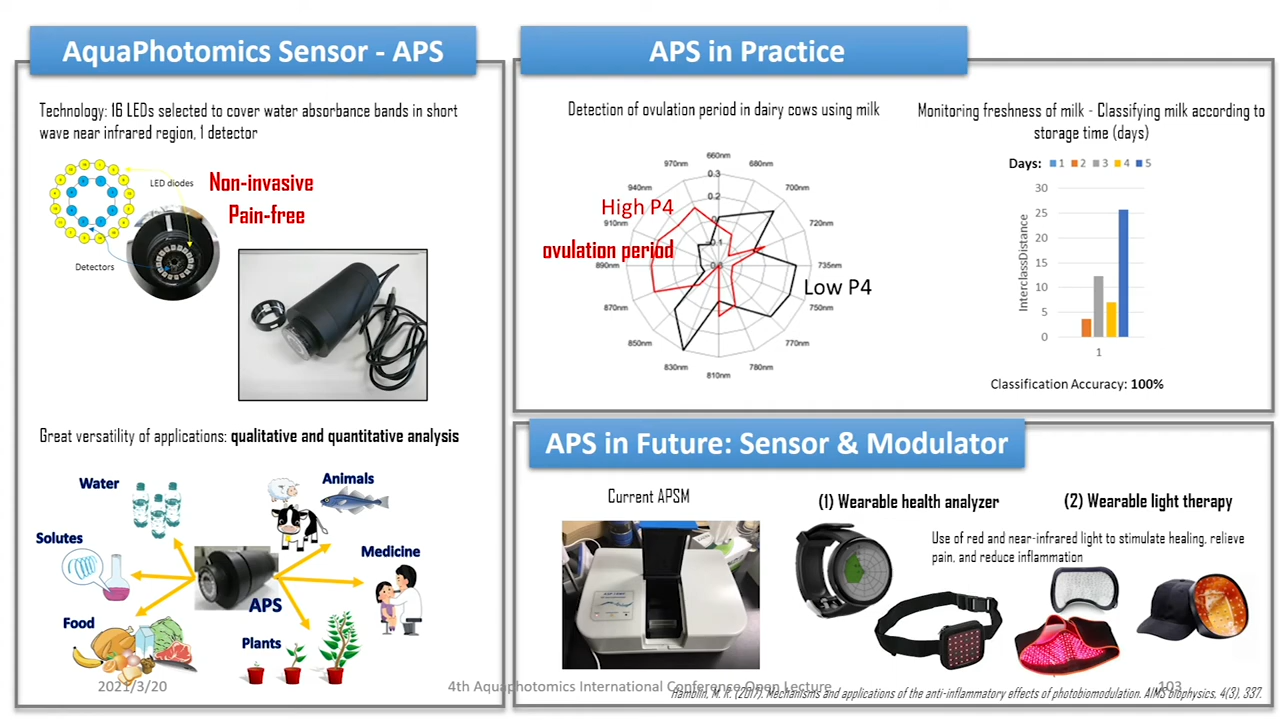 AquaPhotomics Sensor - APS
Technology: 16 LEDs selected to cover water absorbance bands in short
wave near infrared region, 1 detector
LED diodes
Detectors
Non-invasive
Pain-free
Great versatility of applications: qualitative and quantitative analysis
Water
Animals
Solutes
Medicine
APS
Food
Plants
APS in Practice
Detection of ovulation period in dairy cows using milk
660nm
680nm
700nm
720nm
735nm
750nm
770nm
780nm
810nm
830nm
850nm
870nm
890nm
910nm
940nm
970nm
0.3
0.2
High P4
ovulation period
Low P4
Monitoring freshness of milk - Classifying milk according to
storage time (days)
Days: 1 2 3 4 5
InterclassDistance
30
25
20
15
10
5
0
1
Classification Accuracy: 100%
APS in Future: Sensor & Modulator
Current APSM
(1) Wearable health analyzer
(2) Wearable light therapy
Use of red and near-infrared light to stimulate healing, relieve
pain, and reduce inflammation
2021/3/20
4th Aquaphotomics International Conference-Open Lecture
103
Hamblin, M. R. (2017). Mechanisms and applications of the anti-inflammatory effects of photobiomodulation. AIMS biophysics, 4(3), 337.